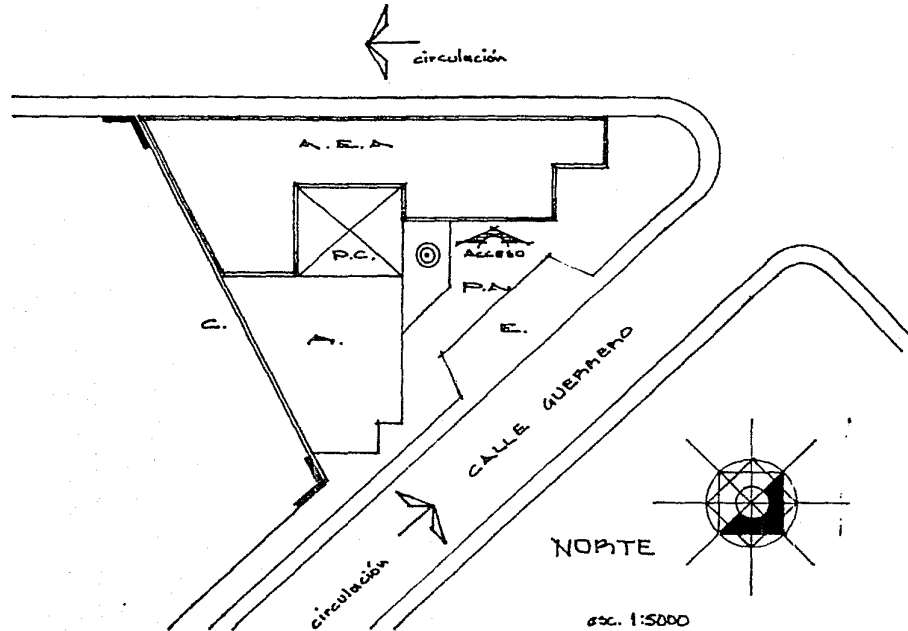 circulación
A.E.A
P.C.
ACCESO
P.A.
C.
A.
E.
CALLE GUERRERO
NORTE
circulación
esc. 1:5000